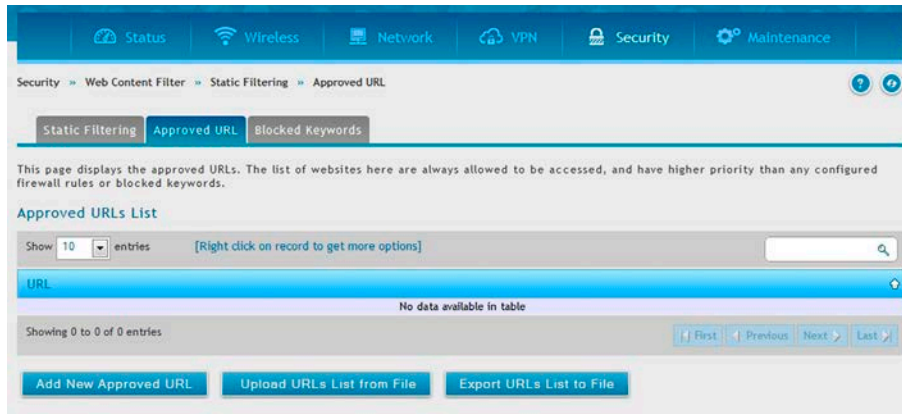 Status Wireless Network VPN Security Maintenance
Security » Web Content Filter » Static Filtering » Approved URL
Static Filtering Approved URL Blocked Keywords
This page displays the approved URLs. The list of websites here are always allowed to be accessed, and have higher priority than any configured
firewall rules or blocked keywords.
Approved URLs List
Show 10 entries [Right click on record to get more options]
URL
No data available in table
Showing 0 to 0 of 0 entries First Previous Next Last
Add New Approved URL Upload URLs List from File Export URLs List to File